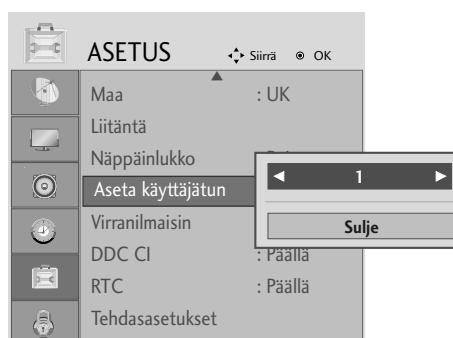 ASETUS Siirrä OK
Maa : UK
Liitäntä
Näppäinlukko
Aseta käyttäjätun 1
Virranilmaisin Sulje
DDC CI : Päällä
RTC : Päällä
Tehdasasetukset